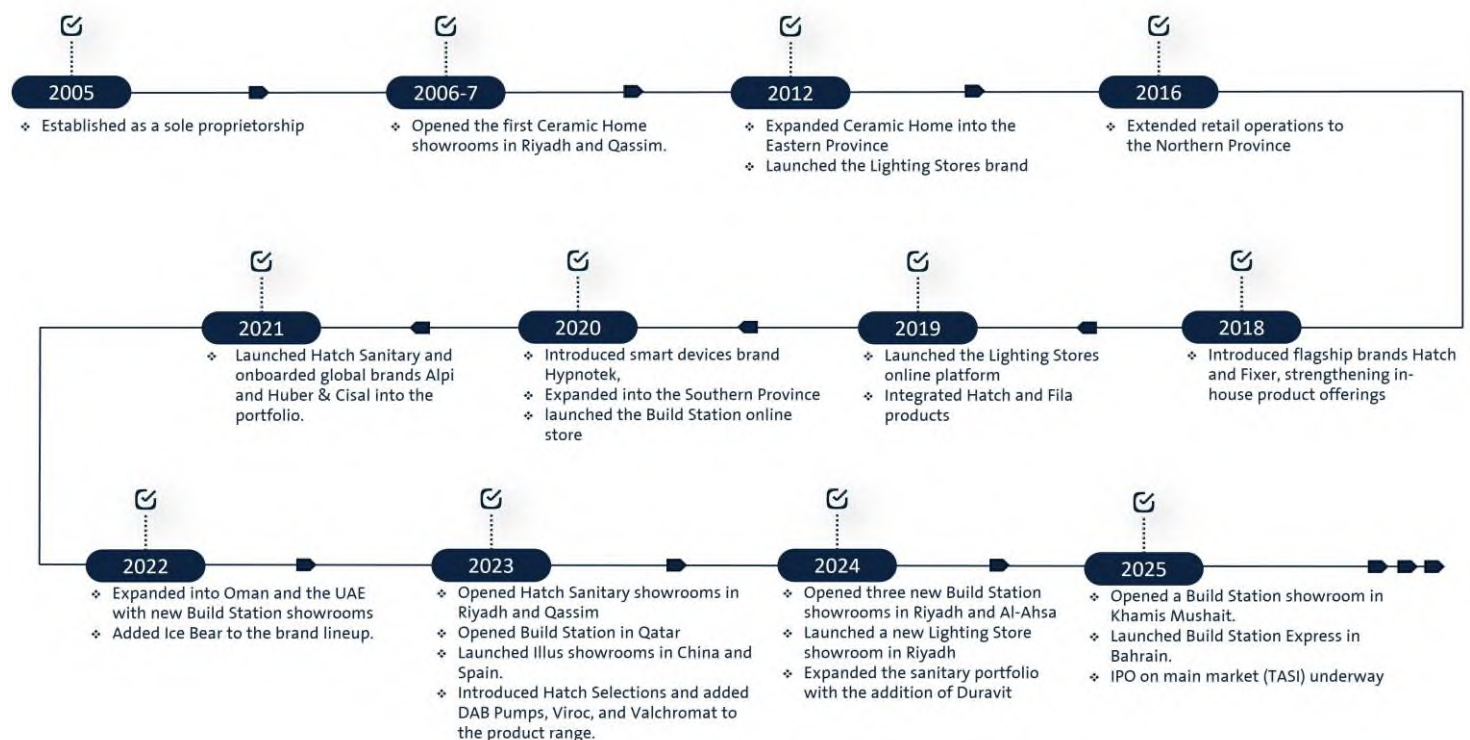 2005
❖ Established as a sole proprietorship
2006-7
❖ Opened the first Ceramic Home
showrooms in Riyadh and Qassim.
2012
❖ Expanded Ceramic Home into the
Eastern Province
❖ Launched the Lighting Stores brand
2016
❖ Extended retail operations to
the Northern Province
2018
❖ Introduced flagship brands Hatch
and Fixer, strengthening in-
house product offerings
2019
❖ Launched the Lighting Stores
online platform
❖ Integrated Hatch and Fila
products
2020
❖ Introduced smart devices brand
Hypnotek,
❖ Expanded into the Southern Province
❖ launched the Build Station online
store
2021
❖ Launched Hatch Sanitary and
onboarded global brands Alpi
and Huber & Cisal into the
portfolio.
2022
❖ Expanded into Oman and the UAE
with new Build Station showrooms
❖ Added Ice Bear to the brand lineup.
2023
❖ Opened Hatch Sanitary showrooms in
Riyadh and Qassim
❖ Opened Build Station in Qatar
❖ Launched Illus showrooms in China and
Spain.
❖ Introduced Hatch Selections and added
DAB Pumps, Viroc, and Valchromat to
the product range.
2024
❖ Opened three new Build Station
showrooms in Riyadh and Al-Ahsa
❖ Launched a new Lighting Store
showroom in Riyadh
❖ Expanded the sanitary portfolio
with the addition of Duravit
2025
❖ Opened a Build Station showroom in
Khamis Mushait.
❖ Launched Build Station Express in
Bahrain.
❖ IPO on main market (TASI) underway